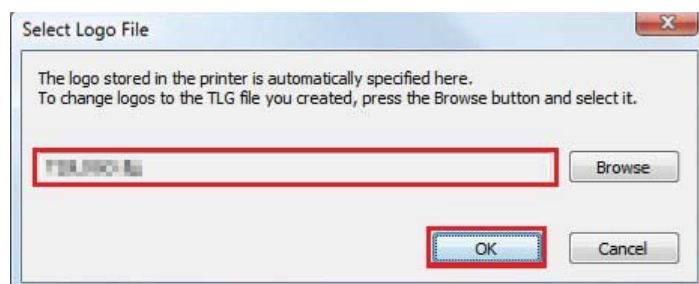 Select Logo File
The logo stored in the printer is automatically specified here.
To change logos to the TLG file you created, press the Browse button and select it.
Browse
OK
Cancel